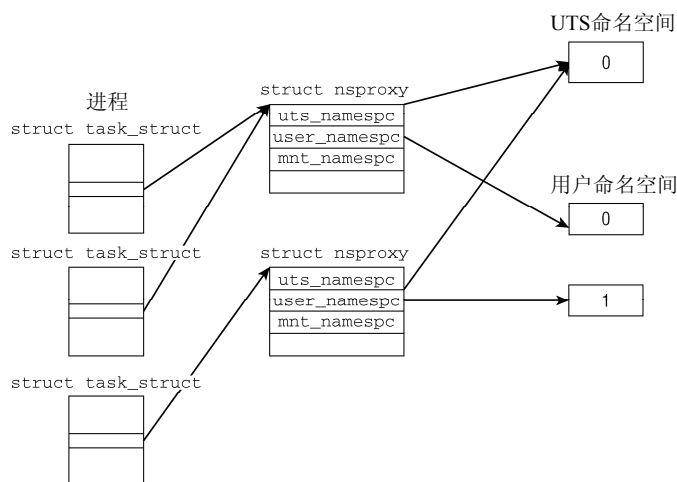 UTS命名空间
0
struct nsproxy
进程
uts_namespc
struct task_struct
user_namespc
mnt_namespc
用户命名空间
0
struct task_struct
struct nsproxy
uts_namespc
user_namespc
1
mnt_namespc
struct task_struct